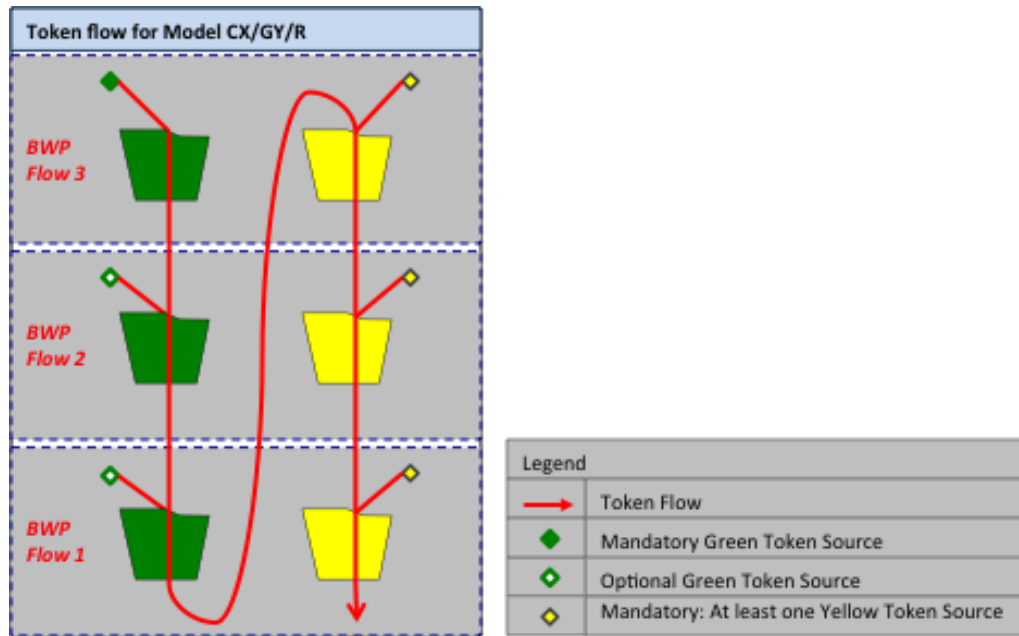 Token flow for Model CX/GY/R
BWP
Flow 3
BWP
Flow 2
BWP
Flow 1
Legend
Token Flow
Mandatory Green Token Source
Optional Green Token Source
Mandatory: At least one Yellow Token Source